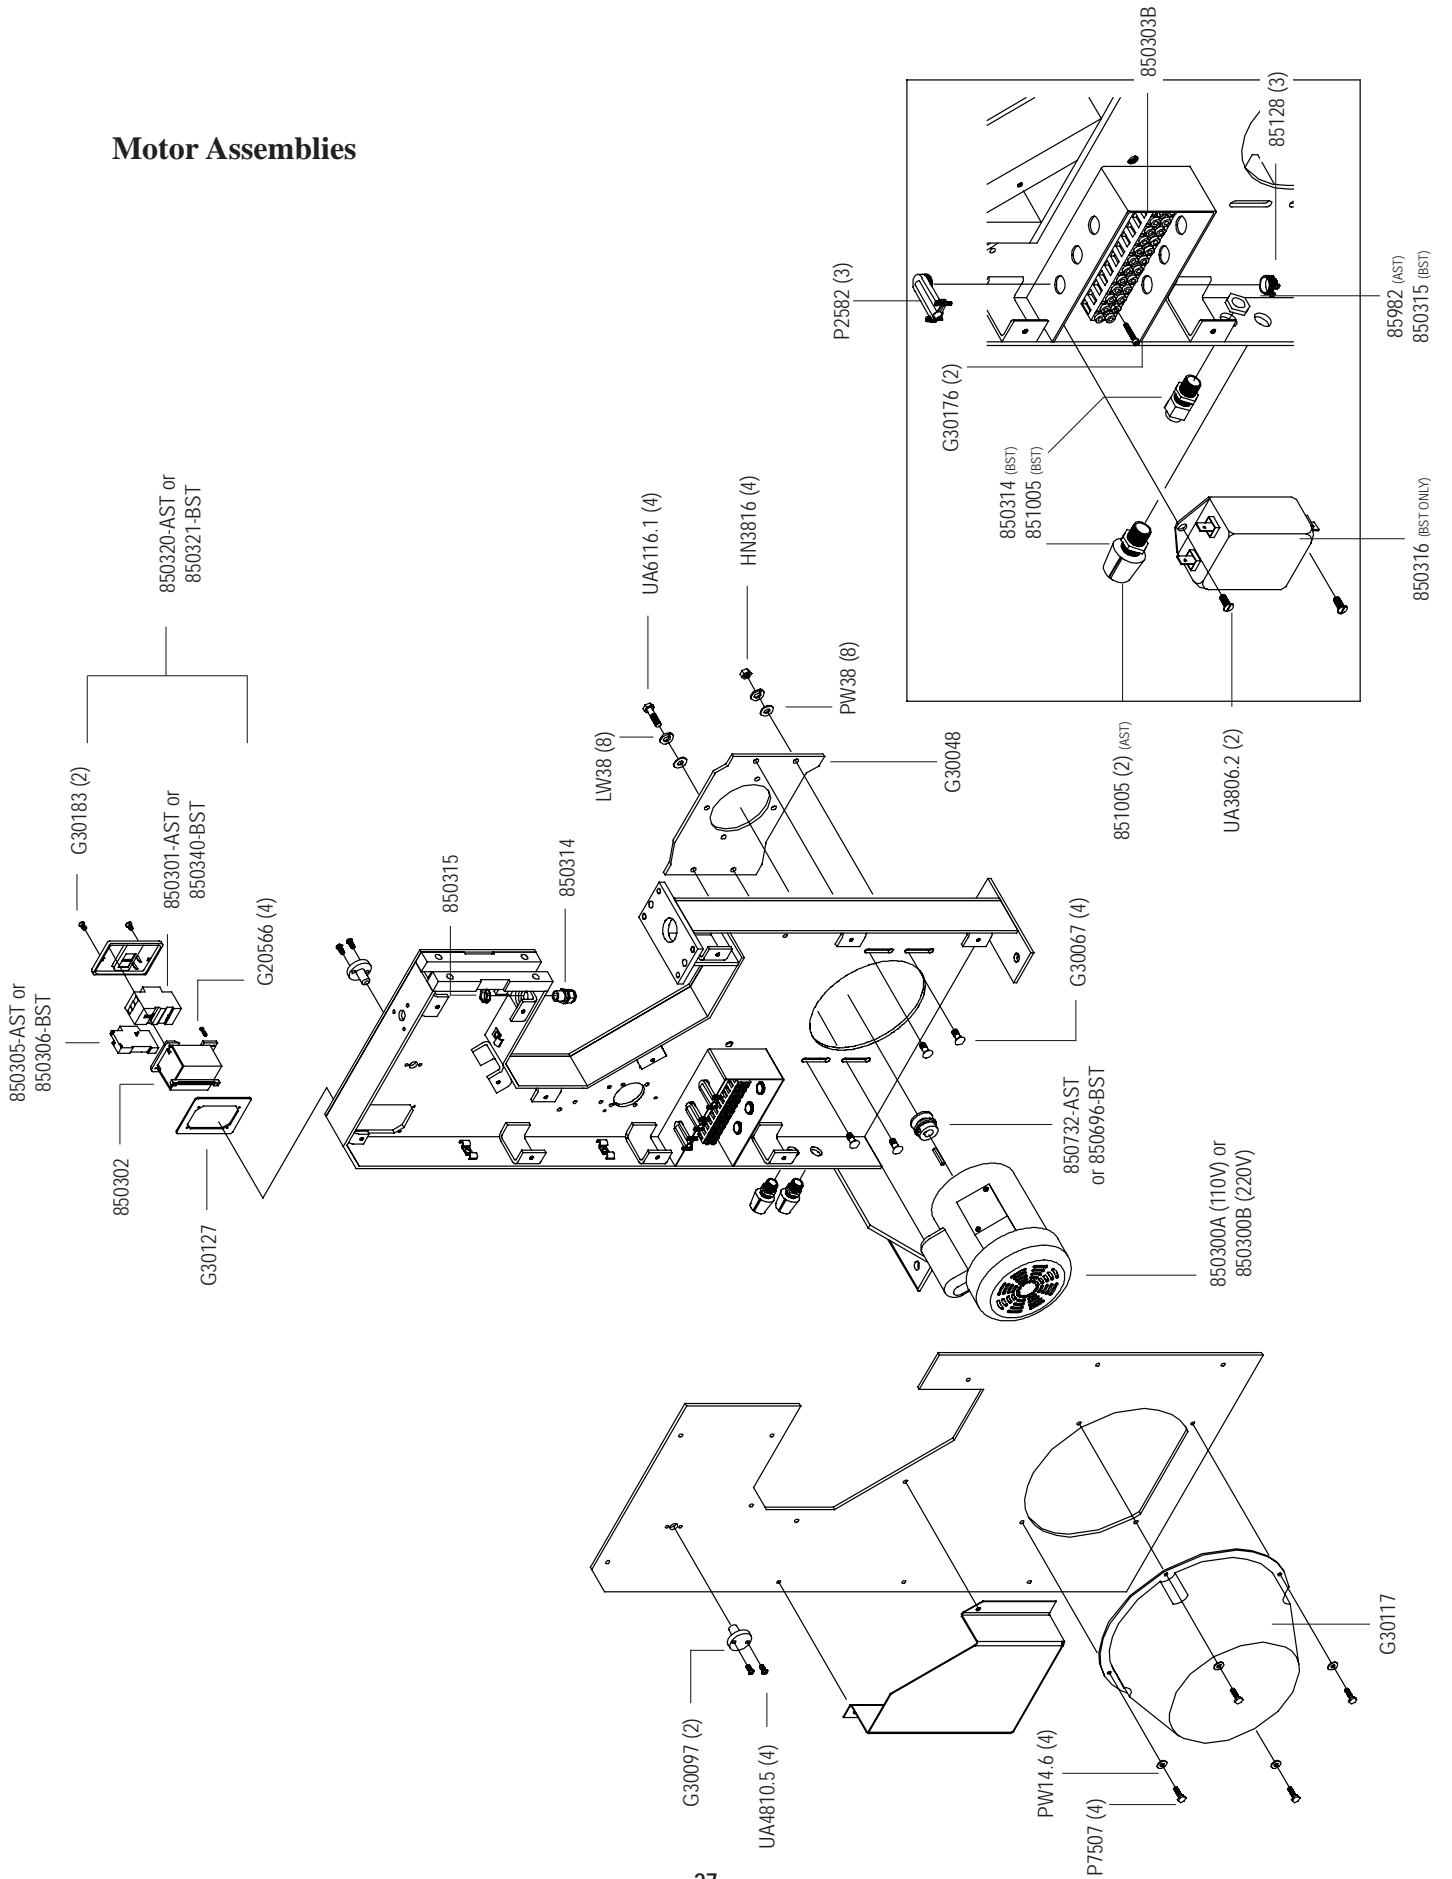 Motor Assemblies
850303B
85128 (3)
P2582 (3)
85982 (AST)
850315 (BST)
G30176 (2)
850314 (BST)
851005 (BST)
850316 (BST ONLY)
851005 (2) (AST)
UA3806.2 (2)
850320-AST or
850321-BST
G30183 (2)
850301-AST or
850340-BST
G20566 (4)
850305-AST or
850306-BST
850302
G30127
850315
850314
UA6116.1 (4)
HN3816 (4)
LW38 (8)
PW38 (8)
G30048
G30067 (4)
850732-AST
or 850696-BST
850300A (110V) or
850300B (220V)
G30097 (2)
UA4810.5 (4)
PW14.6 (4)
P7507 (4)
G30117